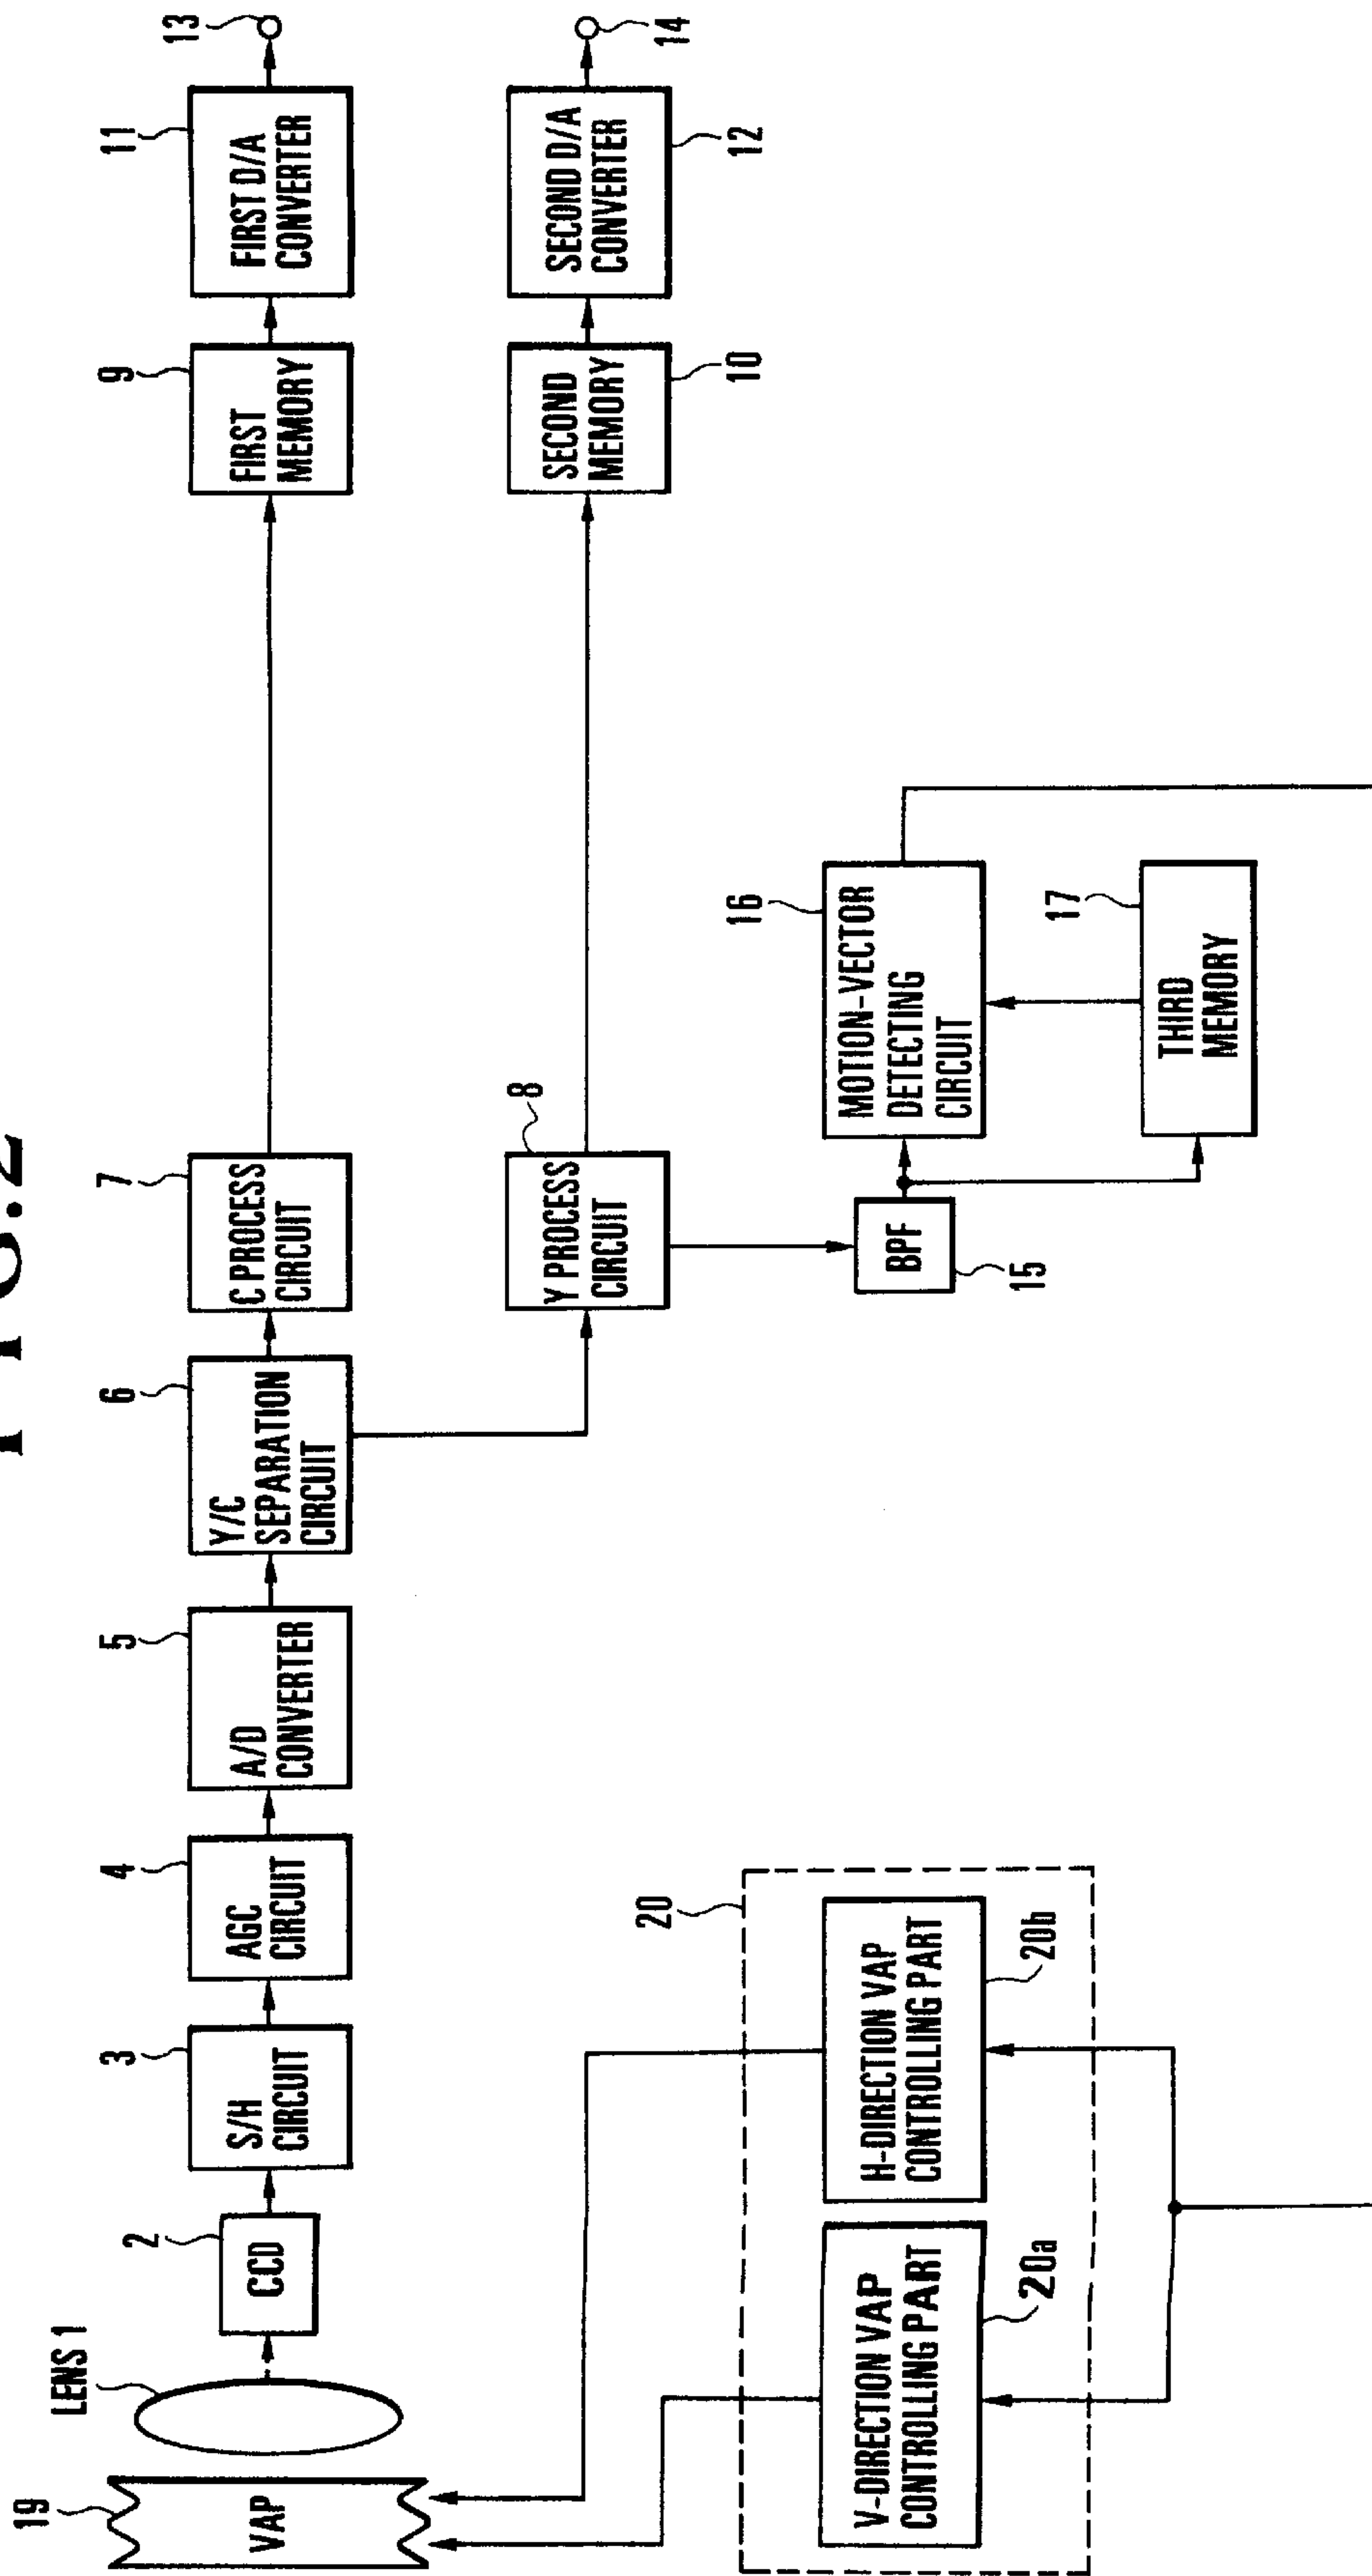 FIG.2
19
VAP
LENS 1
2
CCD
3
S/H
CIRCUIT
4
AGC
CIRCUIT
5
A/D
CONVERTER
6
Y/C
SEPARATION
CIRCUIT
7
C PROCESS
CIRCUIT
9
FIRST
MEMORY
11
FIRST D/A
CONVERTER
13
8
Y PROCESS
CIRCUIT
SECOND
MEMORY
10
SECOND D/A
CONVERTER
12
14
20
V-DIRECTION VAP
CONTROLLING PART
20a
H-DIRECTION VAP
CONTROLLING PART
20b
BPF
15
16
MOTION-VECTOR
DETECTING
CIRCUIT
17
THIRD
MEMORY